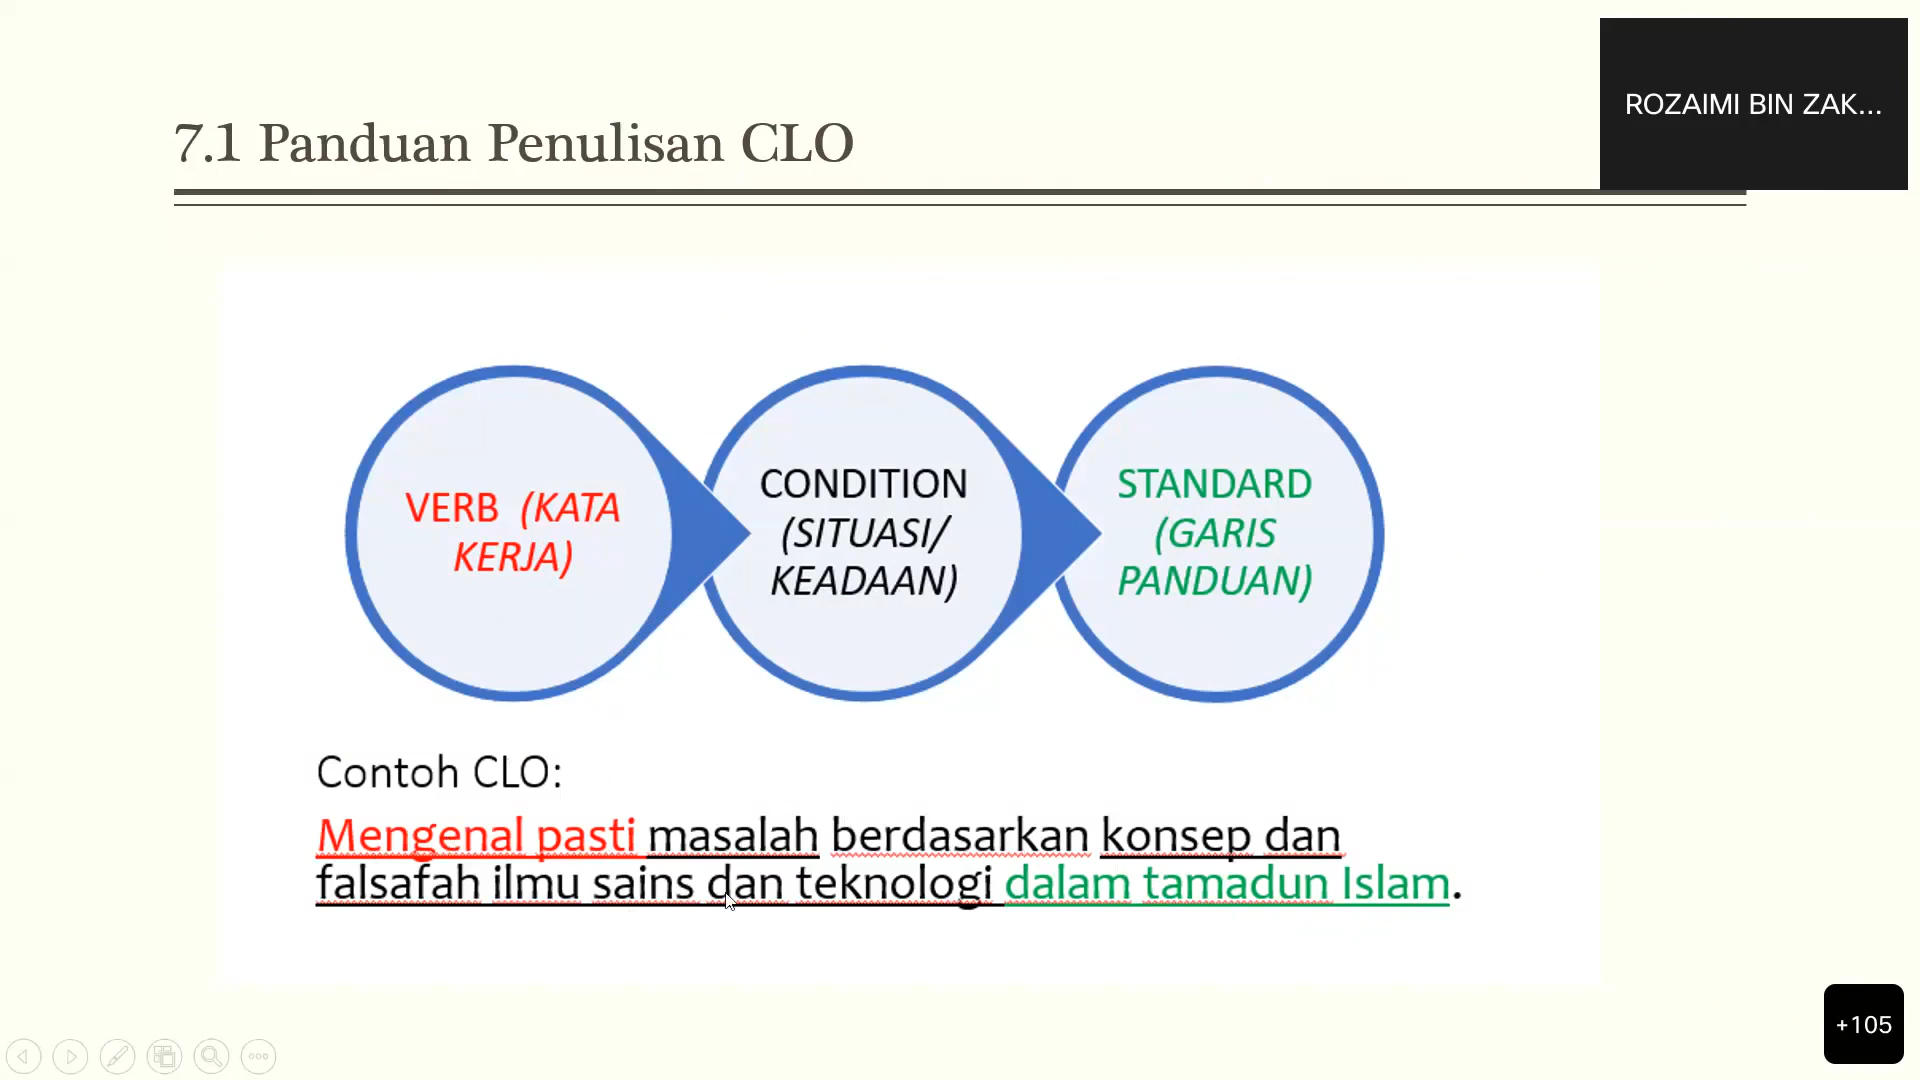 ROZAIMI BIN ZAK...
7.1 Panduan Penulisan CLO
VERB (KATA
KERJA)
CONDITION
(SITUASI/
KEADAAN)
STANDARD
(GARIS
PANDUAN)
Contoh CLO:
Mengenal pasti masalah berdasarkan konsep dan
falsafah ilmu sains dan teknologi dalam tamadun Islam.
+105